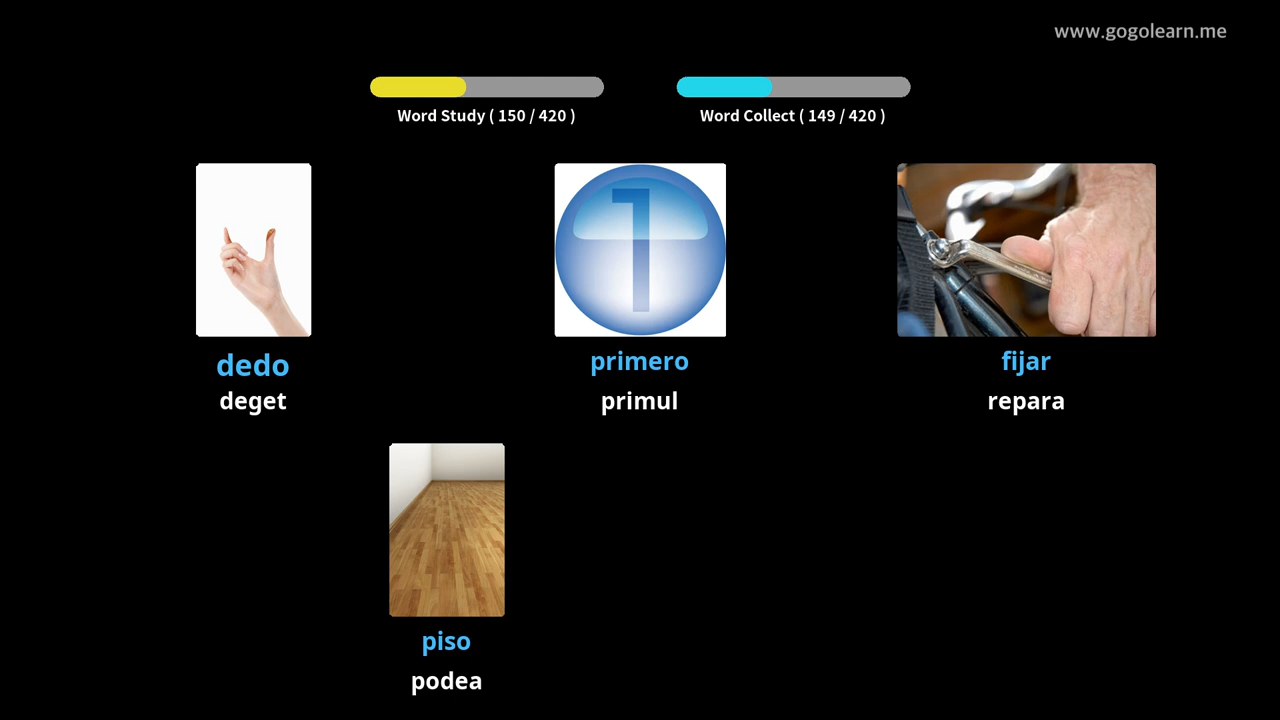 www.gogolearn.me
Word Study ( 150 / 420 )
Word Collect ( 149 / 420 )
1
dedo
deget
primero
primul
fijar
repara
piso
podea